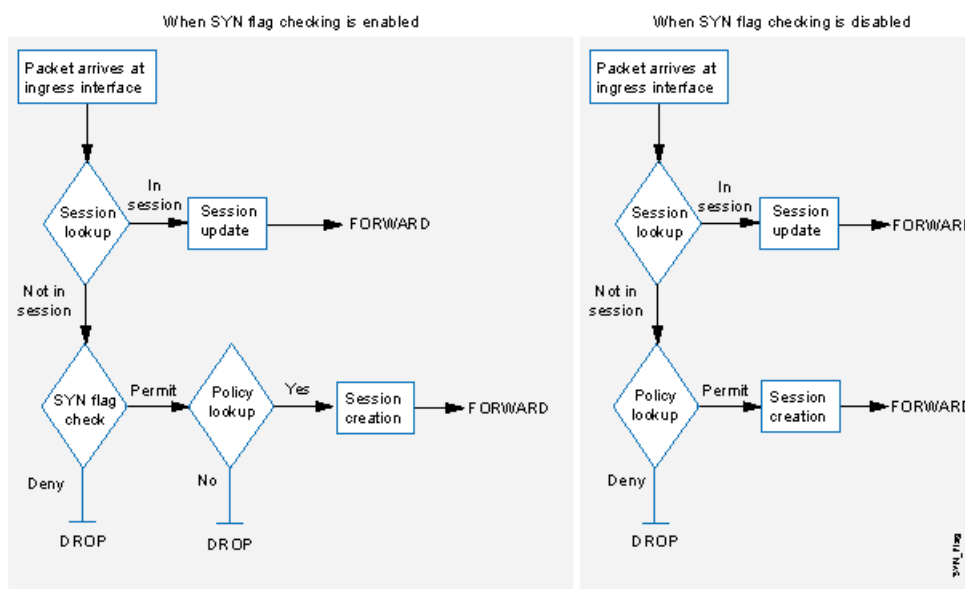 When SYN flag checking is enabled
Packet arrives at
ingress interface
Session
lookup
In
session
Session
update
FORWARD
Not in
session
SYN flag
check
Permit
Policy
lookup
Yes
Session
creation
FORWARD
Deny
No
DROP
DROP
When SYN flag checking is disabled
Packet arrives at
ingress interface
Session
lookup
In
session
Session
update
FORWARD
Not in
session
Policy
lookup
Permit
Session
creation
FORWARD
Deny
DROP